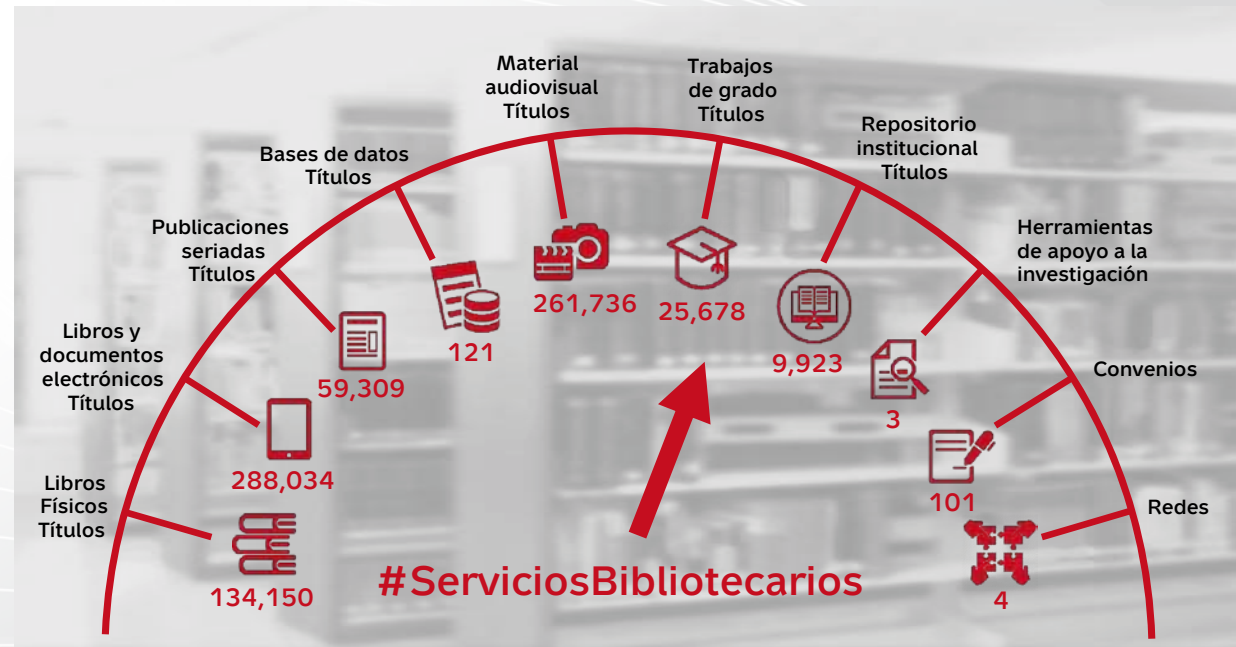 Libros
Físicos
Títulos
134,150
Libros y
documentos
electrónicos
Títulos
288,034
Publicaciones
seriadas
Títulos
59,309
Bases de datos
Títulos
121
Material
audiovisual
Títulos
261,736
Trabajos
de grado
Títulos
25,678
Repositorio
institucional
Títulos
9,923
Herramientas
de apoyo a la
investigación
3
Convenios
101
Redes
4
#ServiciosBibliotecarios